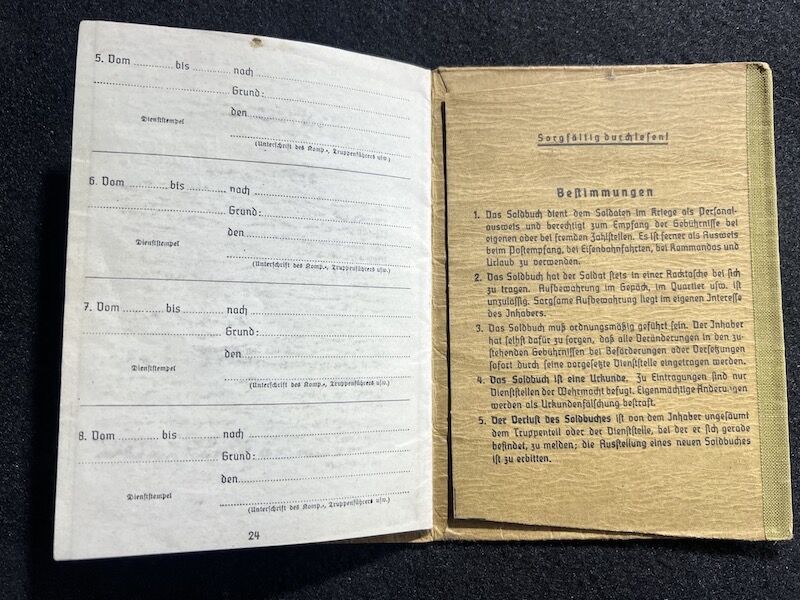 5. Vom ............ bis ............ nach ............
............ Grund: ............
Dienststempel
den ............
(Unterschrift des Komp.-, Truppenführers usw.)
6. Vom ............ bis ............ nach ............
............ Grund: ............
Dienststempel
den ............
(Unterschrift des Komp.-, Truppenführers usw.)
7. Vom ............ bis ............ nach ............
............ Grund: ............
Dienststempel
den ............
(Unterschrift des Komp.-, Truppenführers usw.)
8. Vom ............ bis ............ nach ............
............ Grund: ............
Dienststempel
den ............
(Unterschrift des Komp.-, Truppenführers usw.)
24
Sorgfältig durchlesen!
Bestimmungen
1. Das Soldbuch dient dem Soldaten im Kriege als Personal-
ausweis und berechtigt zum Empfang der Gebührnisse bei
eigenen oder bei fremden Zahlstellen. Es ist ferner als Ausweis
beim Postempfang, bei Eisenbahnfahrten, bei Kommandos und
Urlaub zu verwenden.
2. Das Soldbuch hat der Soldat stets in einer Rocktasche bei sich
zu tragen. Aufbewahrung im Gepäck, im Quartier usw. ist
unzulässig. Sorgsame Aufbewahrung liegt im eigenen Interesse
des Inhabers.
3. Das Soldbuch muß ordnungsmäßig geführt sein. Der Inhaber
hat selbst dafür zu sorgen, daß alle Veränderungen in den zu-
stehenden Gebührnissen bei Beförderungen oder Versetzungen
sofort durch seine vorgesetzte Dienststelle eingetragen werden.
4. Das Soldbuch ist eine Urkunde. Zu Eintragungen sind nur
Dienststellen der Wehrmacht befugt. Eigenmächtige Änderungen
werden als Urkundenfälschung bestraft.
5. Der Verlust des Soldbuches ist von dem Inhaber ungesäumt
dem Truppenteil oder der Dienststelle, bei der er sich gerade
befindet, zu melden; die Ausstellung eines neuen Soldbuches
ist zu erbitten.